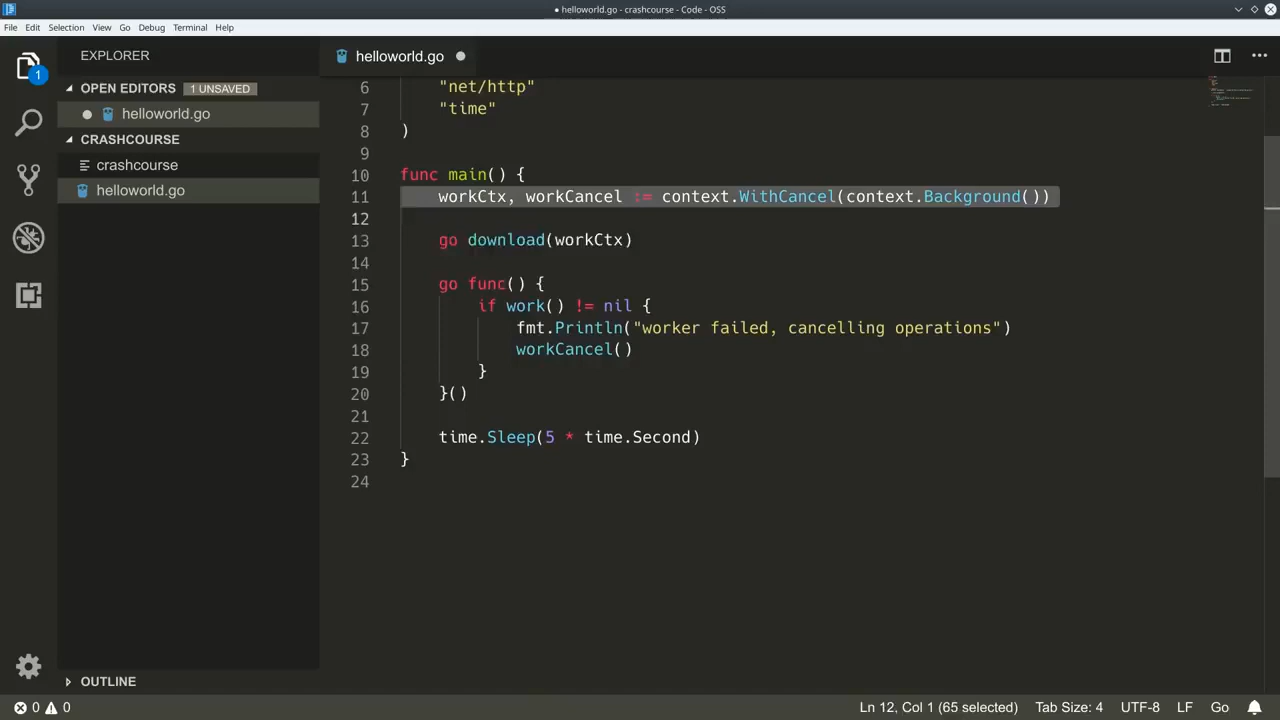 helloworld.go - crashcourse - Code - OSS
File Edit Selection View Go Debug Terminal Help
EXPLORER
helloworld.go
1
OPEN EDITORS 1 UNSAVED
helloworld.go
CRASHCOURSE
crashcourse
helloworld.go
6 "net/http"
7 "time"
8 )
9
10 func main() {
11 workCtx, workCancel := context.WithCancel(context.Background())
12
13 go download(workCtx)
14
15 go func() {
16 if work() != nil {
17 fmt.Println("worker failed, cancelling operations")
18 workCancel()
19 }
20 }()
21
22 time.Sleep(5 * time.Second)
23 }
24
OUTLINE
0 0 Ln 12, Col 1 (65 selected) Tab Size: 4 UTF-8 LF Go